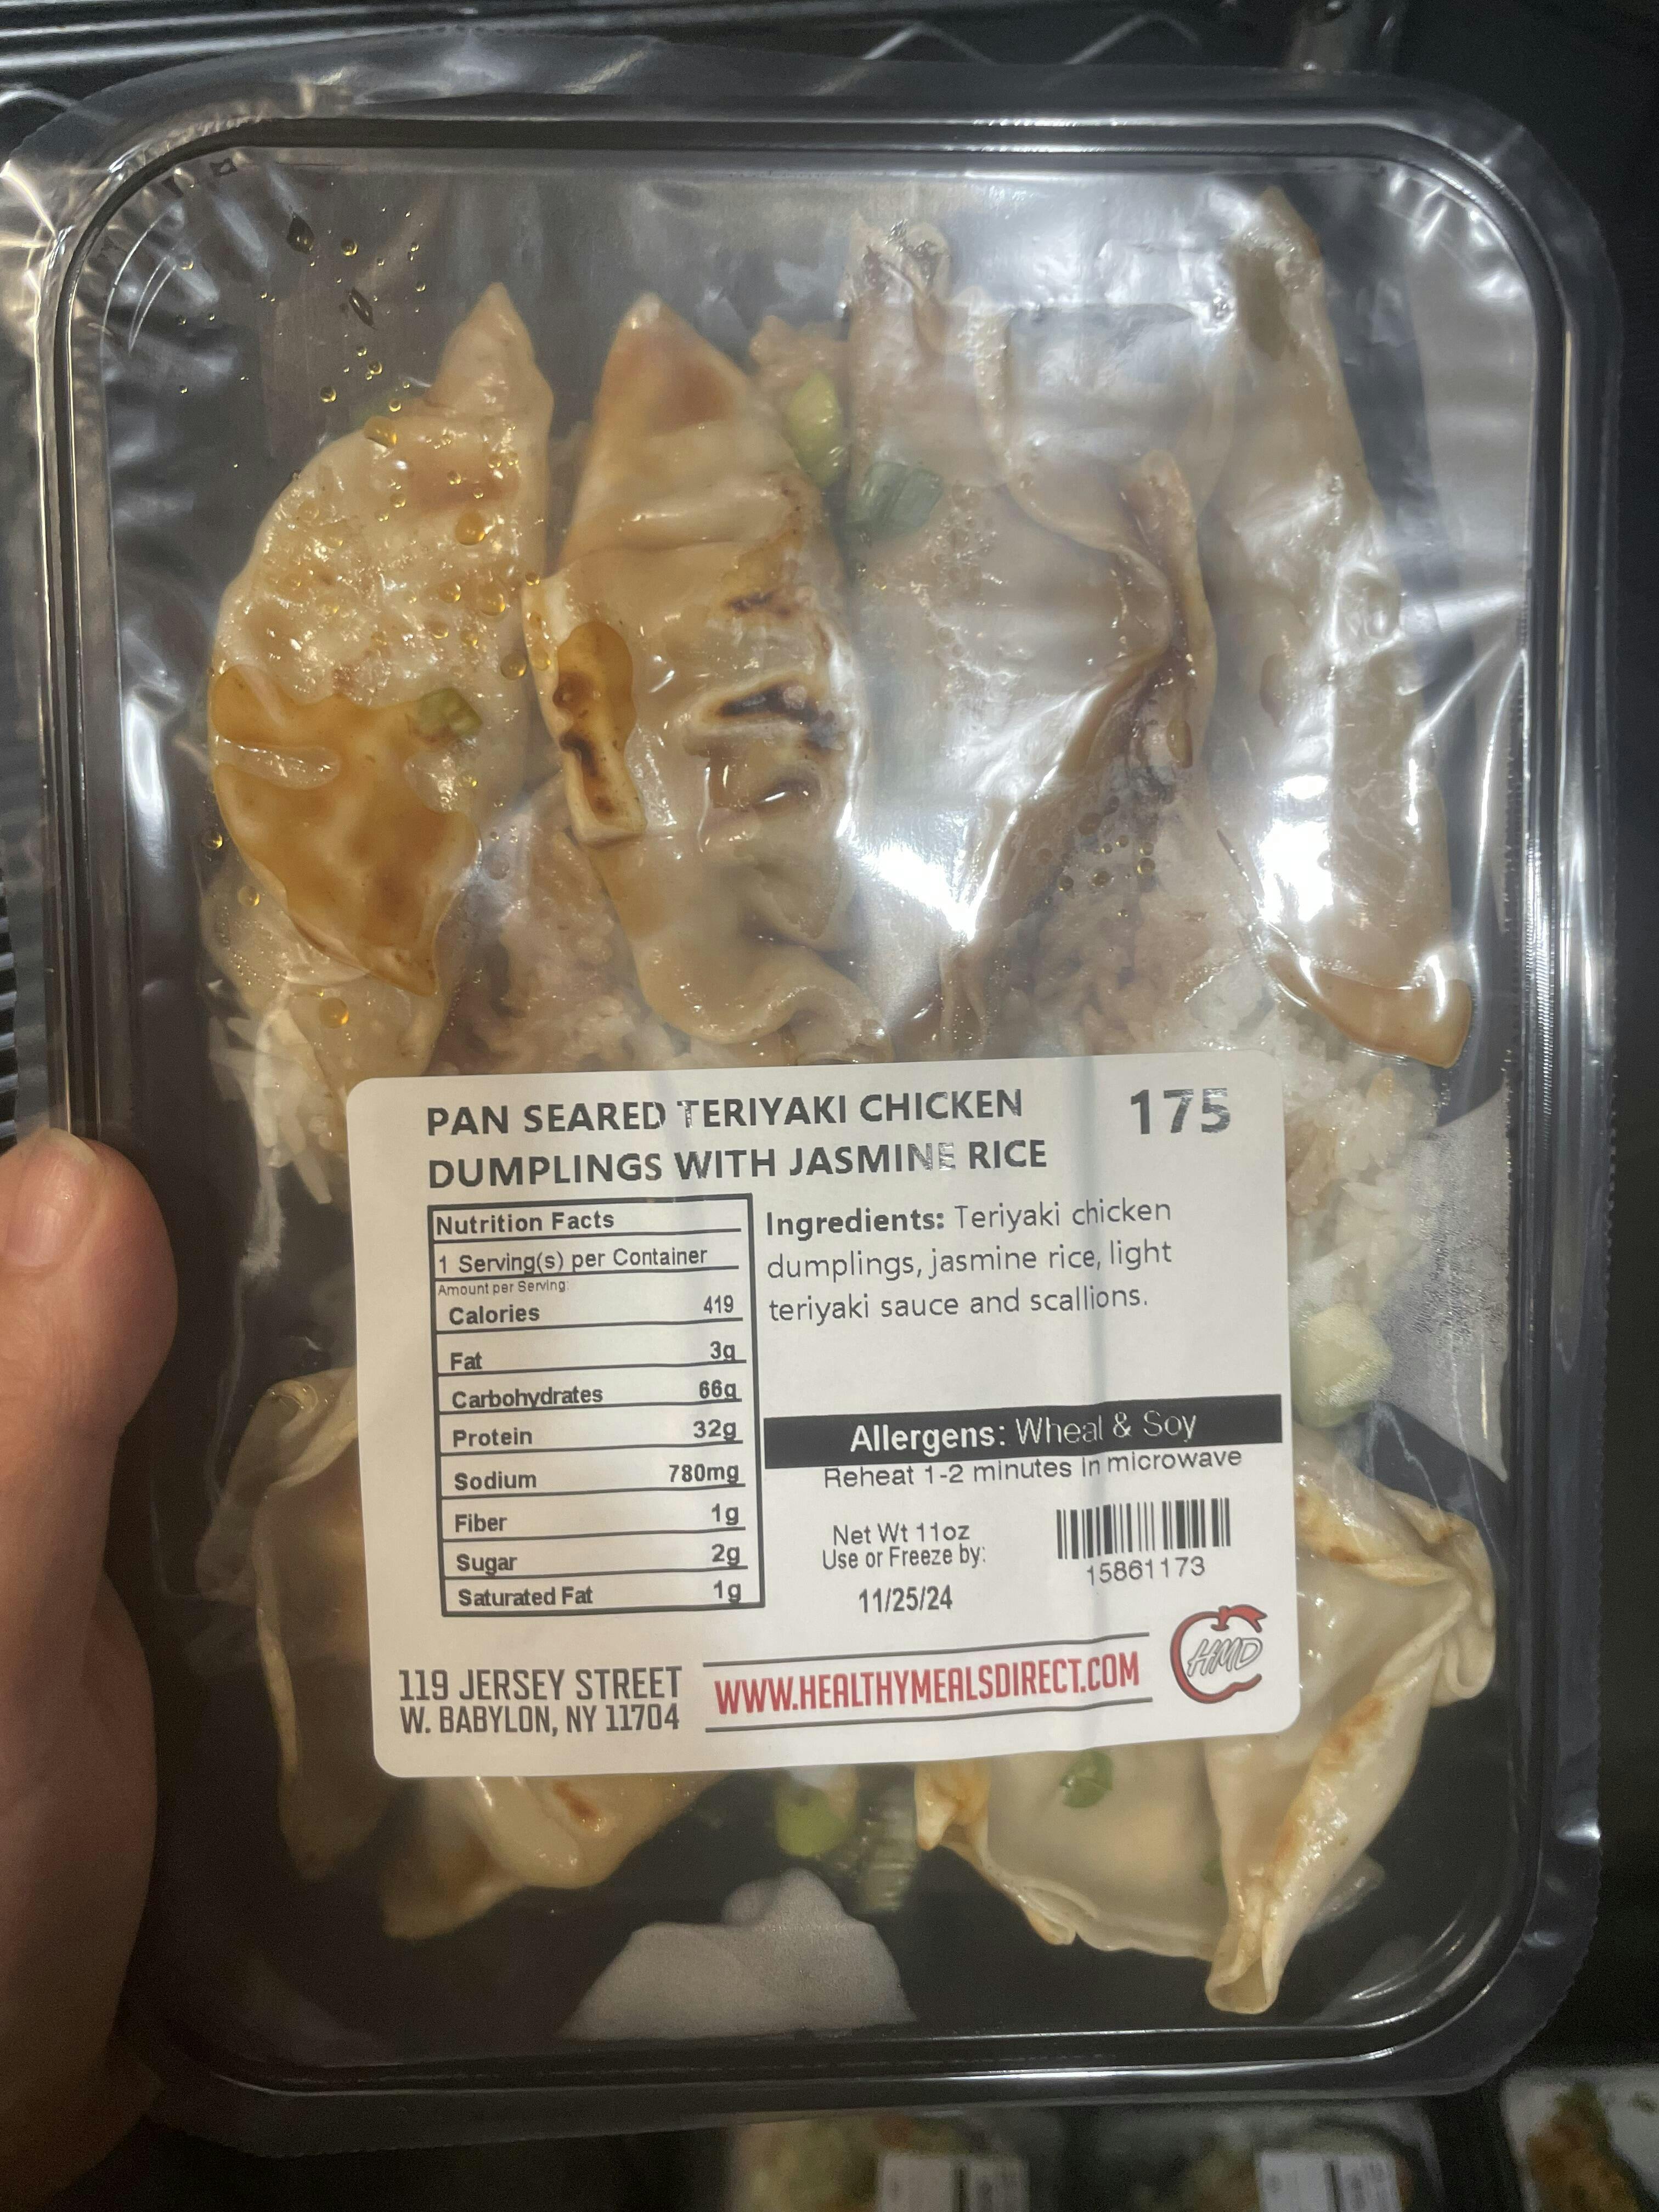 PAN SEARED TERIYAKI CHICKEN
DUMPLINGS WITH JASMINE RICE
175
Nutrition Facts
1 Serving(s) per Container
Amount per Serving:
Calories 419
Fat 3g
Carbohydrates 66g
Protein 32g
Sodium 780mg
Fiber 1g
Sugar 2g
Saturated Fat 1g
Ingredients: Teriyaki chicken
dumplings, jasmine rice, light
teriyaki sauce and scallions.
Allergens: Wheat & Soy
Reheat 1-2 minutes in microwave
Net Wt 11oz
Use or Freeze by:
11/25/24
15861173
119 JERSEY STREET
W. BABYLON, NY 11704
WWW.HEALTHYMEALSDIRECT.COM
HMD